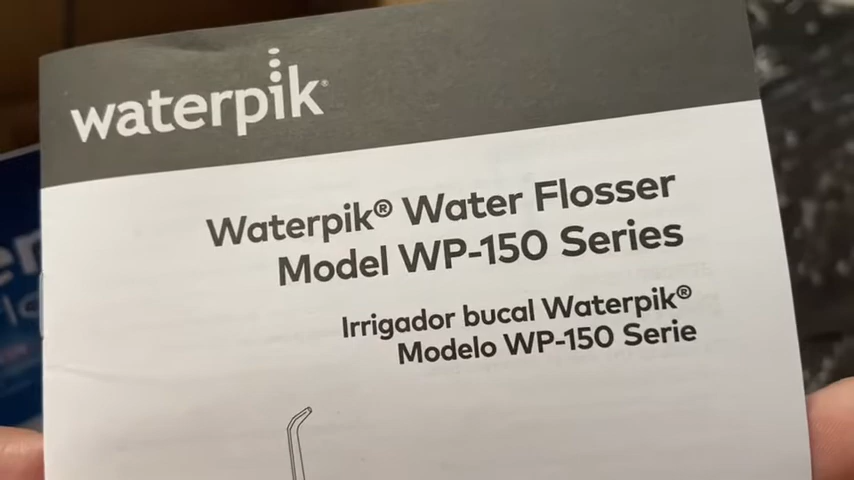 waterpik®
Waterpik® Water Flosser
Model WP-150 Series
Irrigador bucal Waterpik®
Modelo WP-150 Serie